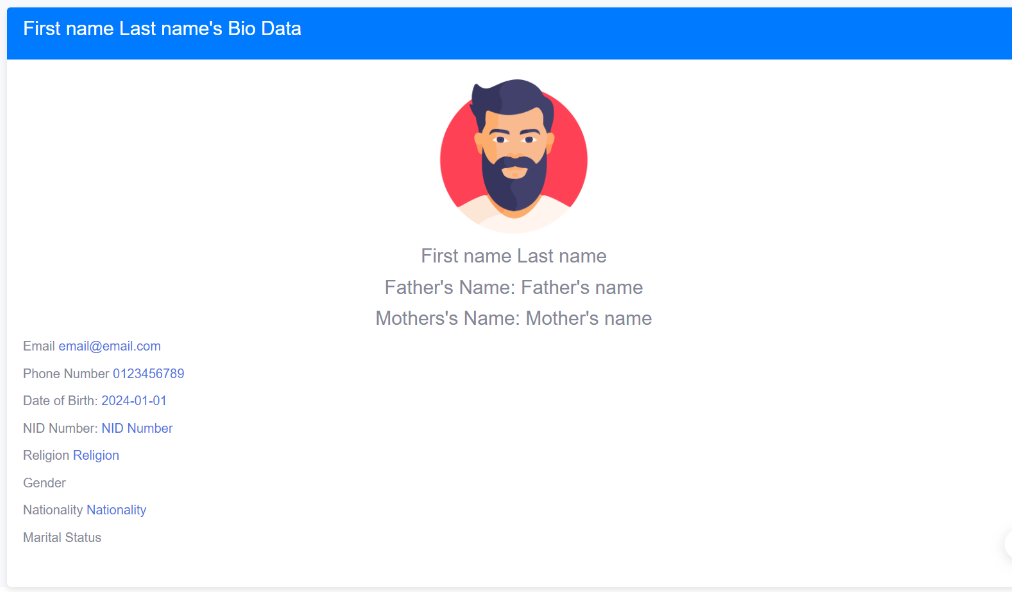 First name Last name's Bio Data
First name Last name
Father's Name: Father's name
Mothers's Name: Mother's name
Email email@email.com
Phone Number 0123456789
Date of Birth: 2024-01-01
NID Number: NID Number
Religion Religion
Gender
Nationality Nationality
Marital Status